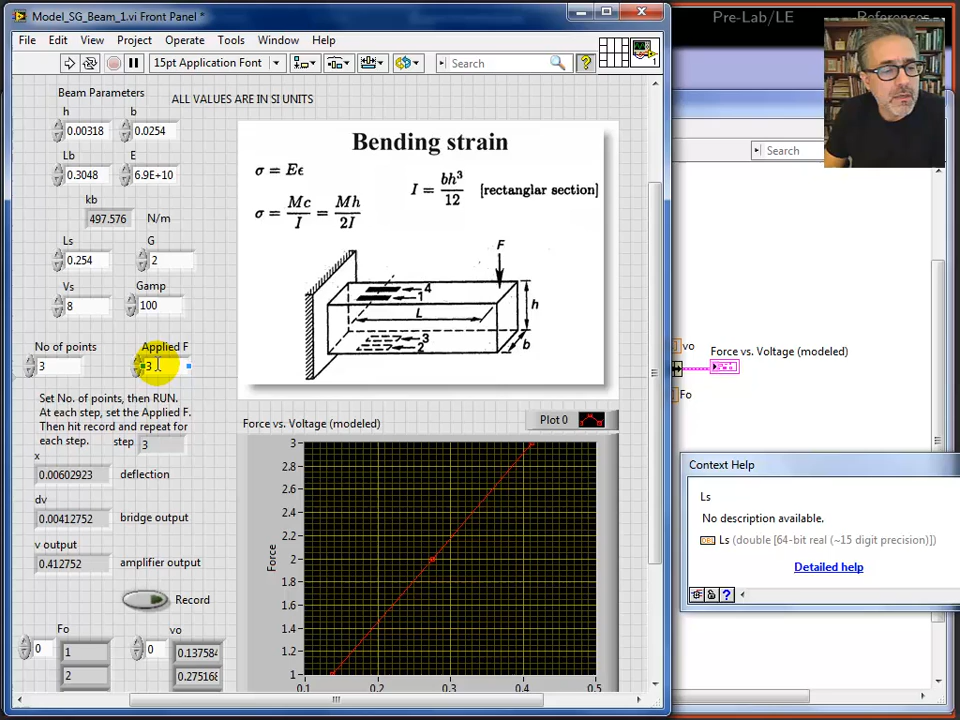 Model_SG_Beam_1.vi Front Panel *
Pre-Lab/LE
References
File Edit View Project Operate Tools Window Help
15pt Application Font
Search
?
1
Beam Parameters
ALL VALUES ARE IN SI UNITS
h b
0.00318 0.0254
Lb E
0.3048 6.9E+10
kb
497.576 N/m
Ls G
0.254 2
Vs Gamp
8 100
No of points Applied F
3 3
Set No. of points, then RUN.
At each step, set the Applied F.
Then hit record and repeat for
each step. step 3
x
0.00602923 deflection
dv
0.00412752 bridge output
v output
0.412752 amplifier output
Record
Fo vo
0 1 0 0.137584
2 0.275168
Bending strain
σ = Eϵ
σ = Mc/I = Mh/2I
I = bh³/12 [rectanglar section]
F
4
1
L
h
3
2
b
Force vs. Voltage (modeled)
Plot 0
Force
3
2.8
2.6
2.4
2.2
2
1.8
1.6
1.4
1.2
1
0.1 0.2 0.3 0.4 0.5
Search
vo
Force vs. Voltage (modeled)
Fo
Context Help
Ls
No description available.
DBL Ls (double [64-bit real (~15 digit precision)])
Detailed help
?